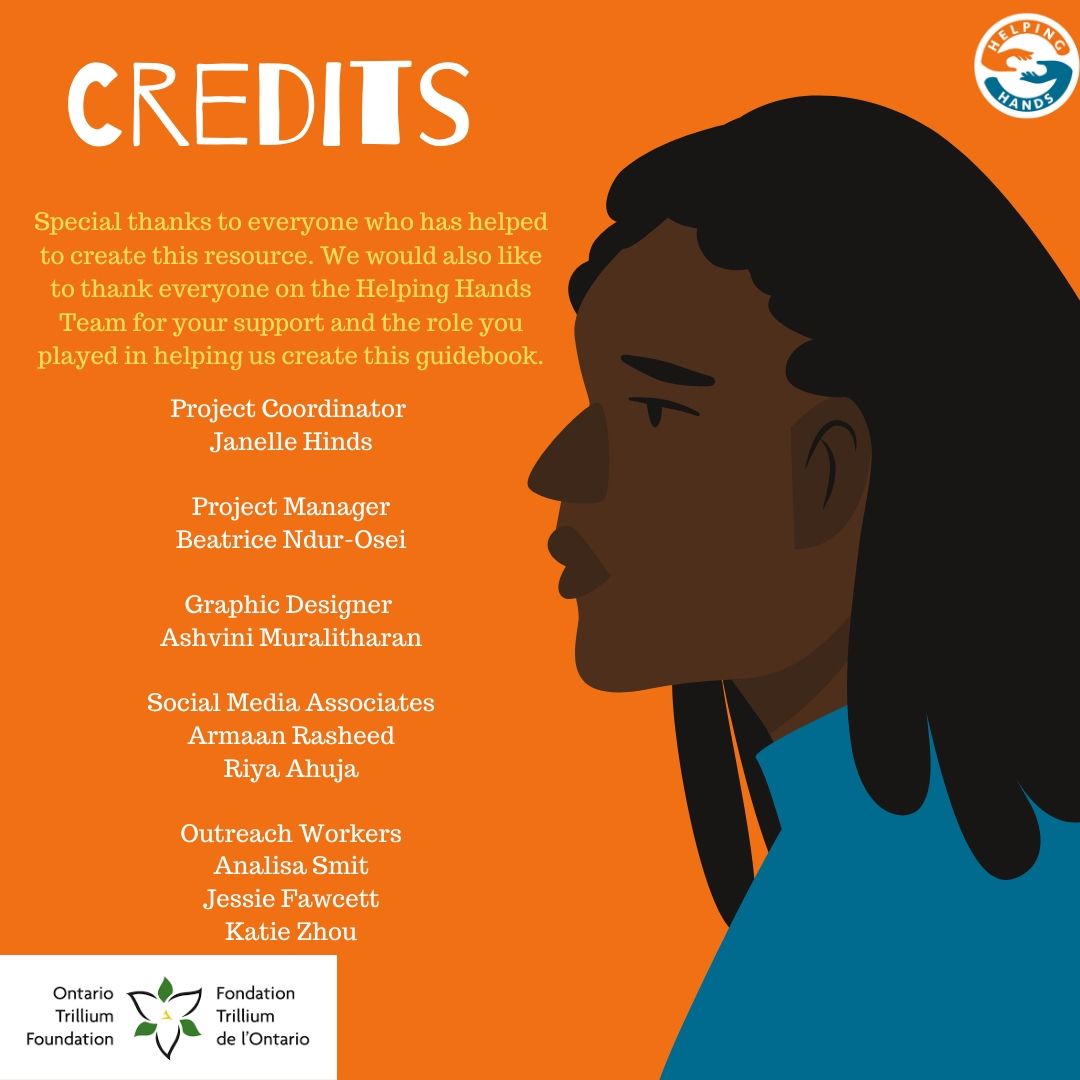 HELPING
HANDS
CREDITS
Special thanks to everyone who has helped
to create this resource. We would also like
to thank everyone on the Helping Hands
Team for your support and the role you
played in helping us create this guidebook.
Project Coordinator
Janelle Hinds
Project Manager
Beatrice Ndur-Osei
Graphic Designer
Ashvini Muralitharan
Social Media Associates
Armaan Rasheed
Riya Ahuja
Outreach Workers
Analisa Smit
Jessie Fawcett
Katie Zhou
Ontario
Trillium
Foundation
Fondation
Trillium
de l'Ontario